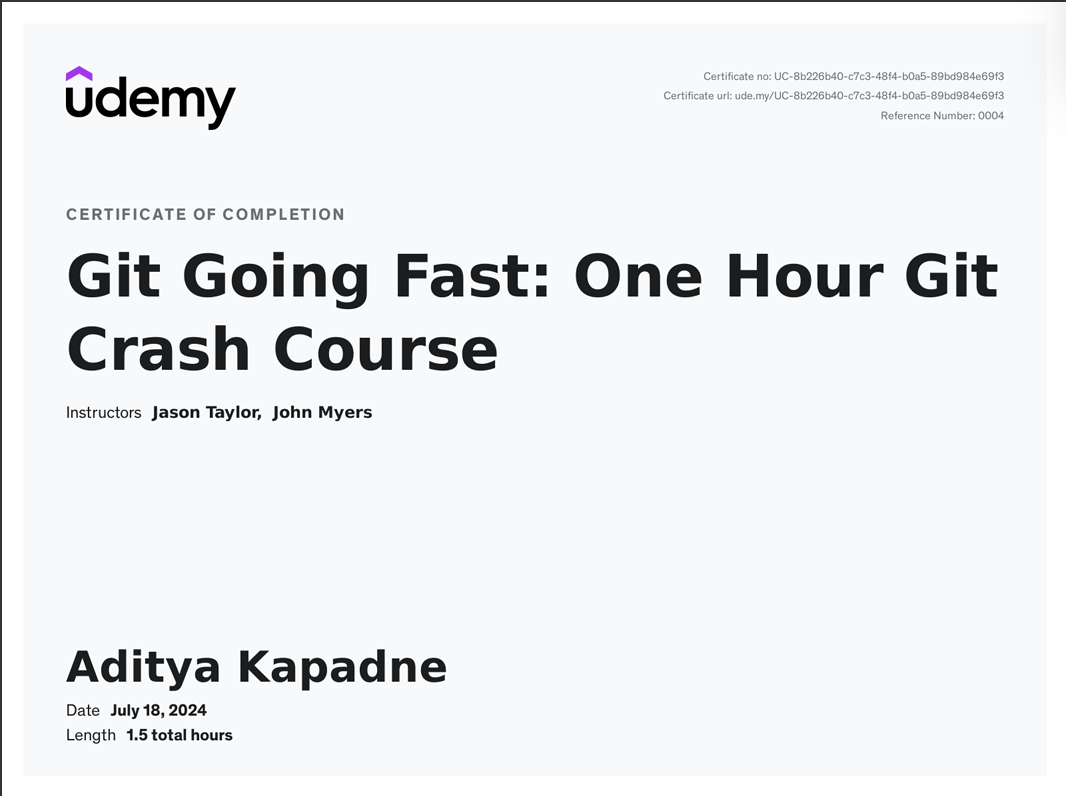 udemy
Certificate no: UC-8b226b40-c7c3-48f4-b0a5-89bd984e69f3
Certificate url: ude.my/UC-8b226b40-c7c3-48f4-b0a5-89bd984e69f3
Reference Number: 0004
CERTIFICATE OF COMPLETION
Git Going Fast: One Hour Git
Crash Course
Instructors Jason Taylor, John Myers
Aditya Kapadne
Date July 18, 2024
Length 1.5 total hours